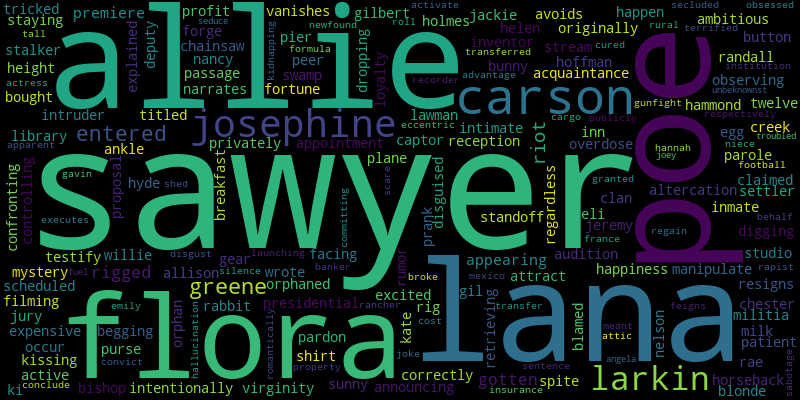 tricked premiere vanishes gilbert holmes jackie avoids happen ambitious
staying profit originally secluded obsessed
tall stalker forge pier helen rural terrified button
height chainsaw peer stream hoffman cured
actress nancy swamp inventor transferred randall institution
bought passage fortune bunny advantage observing unbeknownst
allie
explained deputy seduce kidnapping newfound formula roll activate dropping loyalty recorder
narrates acquaintance
poe
carson
intruder titled lawman cargo gunfight publicly hammond twelve respectively
josephine
entered eccentric intimate inn riot creek
library privately appointment captor reception overdose hannah egg troubled
apparent ankle plane joey niece parole
confronting controlling gavin hyde shed breakfast scare disguised clan granted football
sawyer
proposal altercation claimed
settler
standoff eli inmate
executes committing regardless jeremy france regain behalf digging
testify willie disgust launching facing rumor appearing audition happiness studio
mystery fuel rigged allison silence wrote banker broke mexico attract manipulate rapist
scheduled gear orphaned gil transfer resigns
greene
filming emily rabbit presidential rancher excited rig retrieving blamed nelson chester
jury orphan hallucination romantically pardon kate cost meant militia
flora
lana
expensive begging joke attic milk
occur purse shirt prank angela patient
kissing convict property correctly sentence rae
active sunny announcing gotten spite horseback
larkin
ki conclude bishop intentionally virginity insurance blonde sabotage